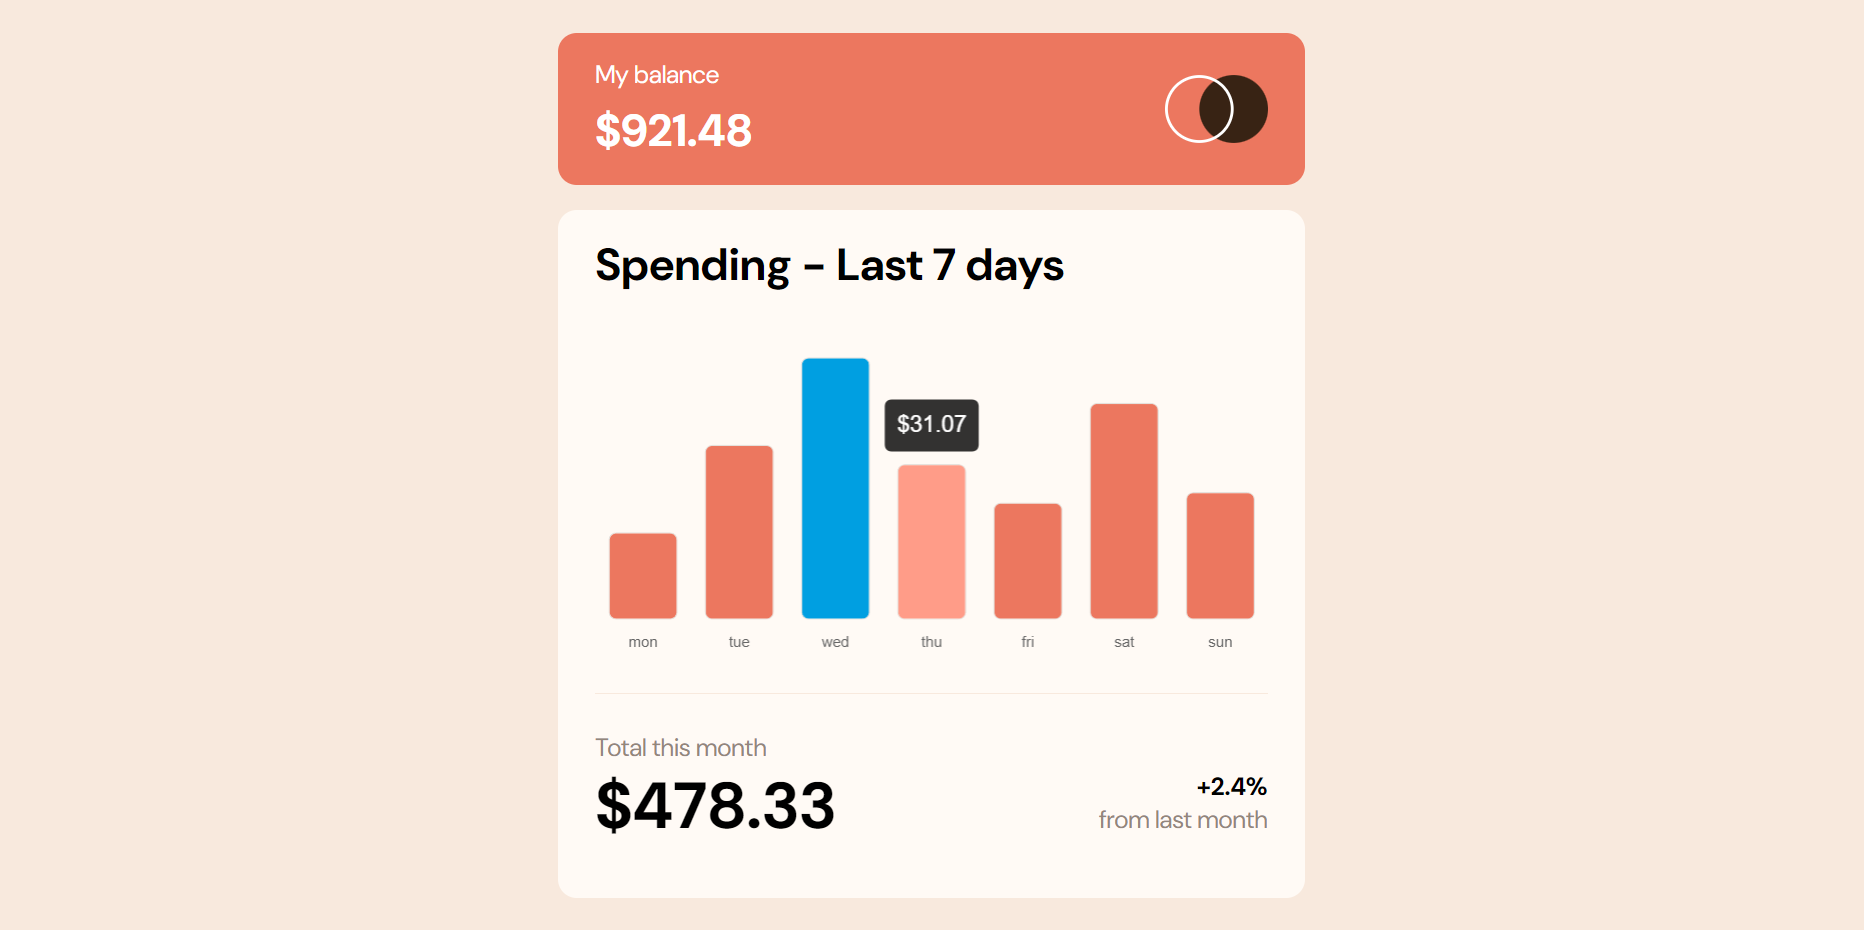 My balance
$921.48
Spending - Last 7 days
$31.07
mon tue wed thu fri sat sun
Total this month
$478.33
+2.4%
from last month